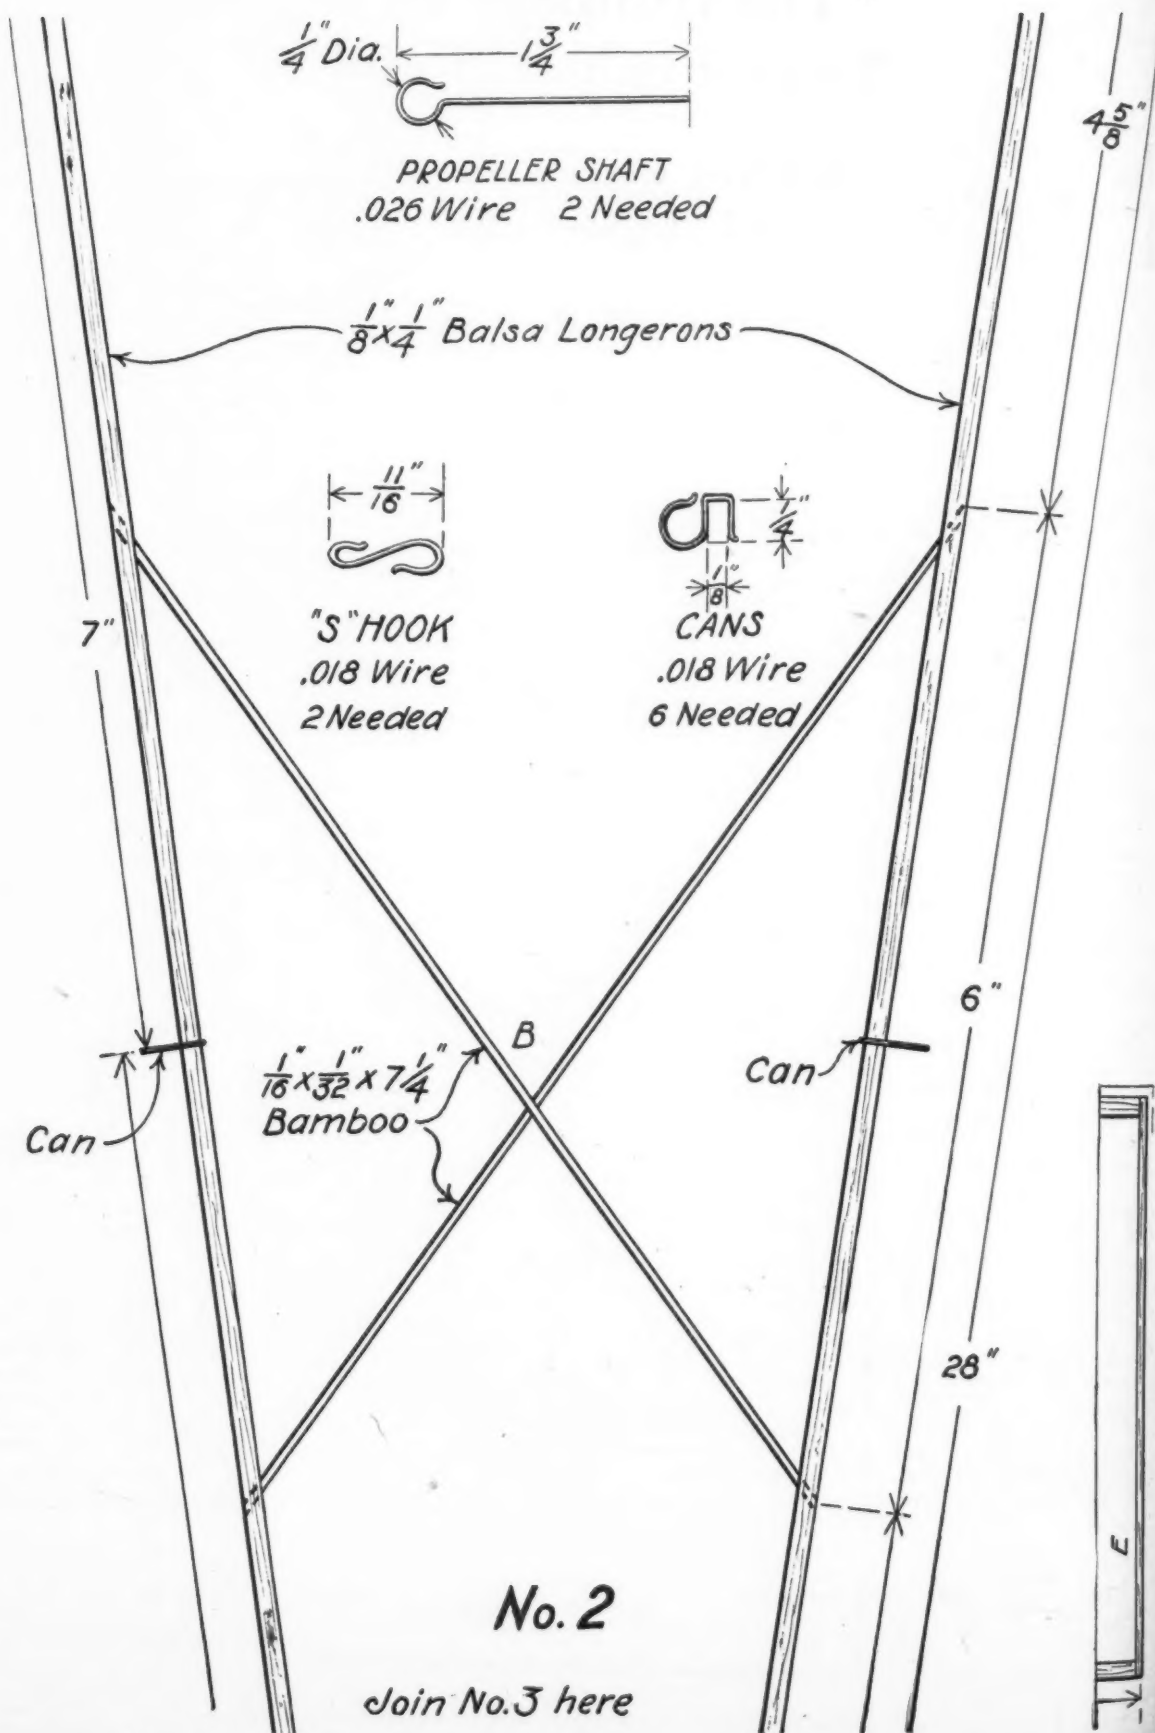 1/4" Dia.
1 3/4"
PROPELLER SHAFT
.026 Wire 2 Needed
4 5/8"
1/8" x 1/4" Balsa Longerons
11/16"
"S" HOOK
.018 Wire
2 Needed
1/4"
1/8"
CANS
.018 Wire
6 Needed
7"
6"
B
1/16" x 1/32" x 7 1/4"
Bamboo
Can
Can
28"
E
No. 2
Join No. 3 here